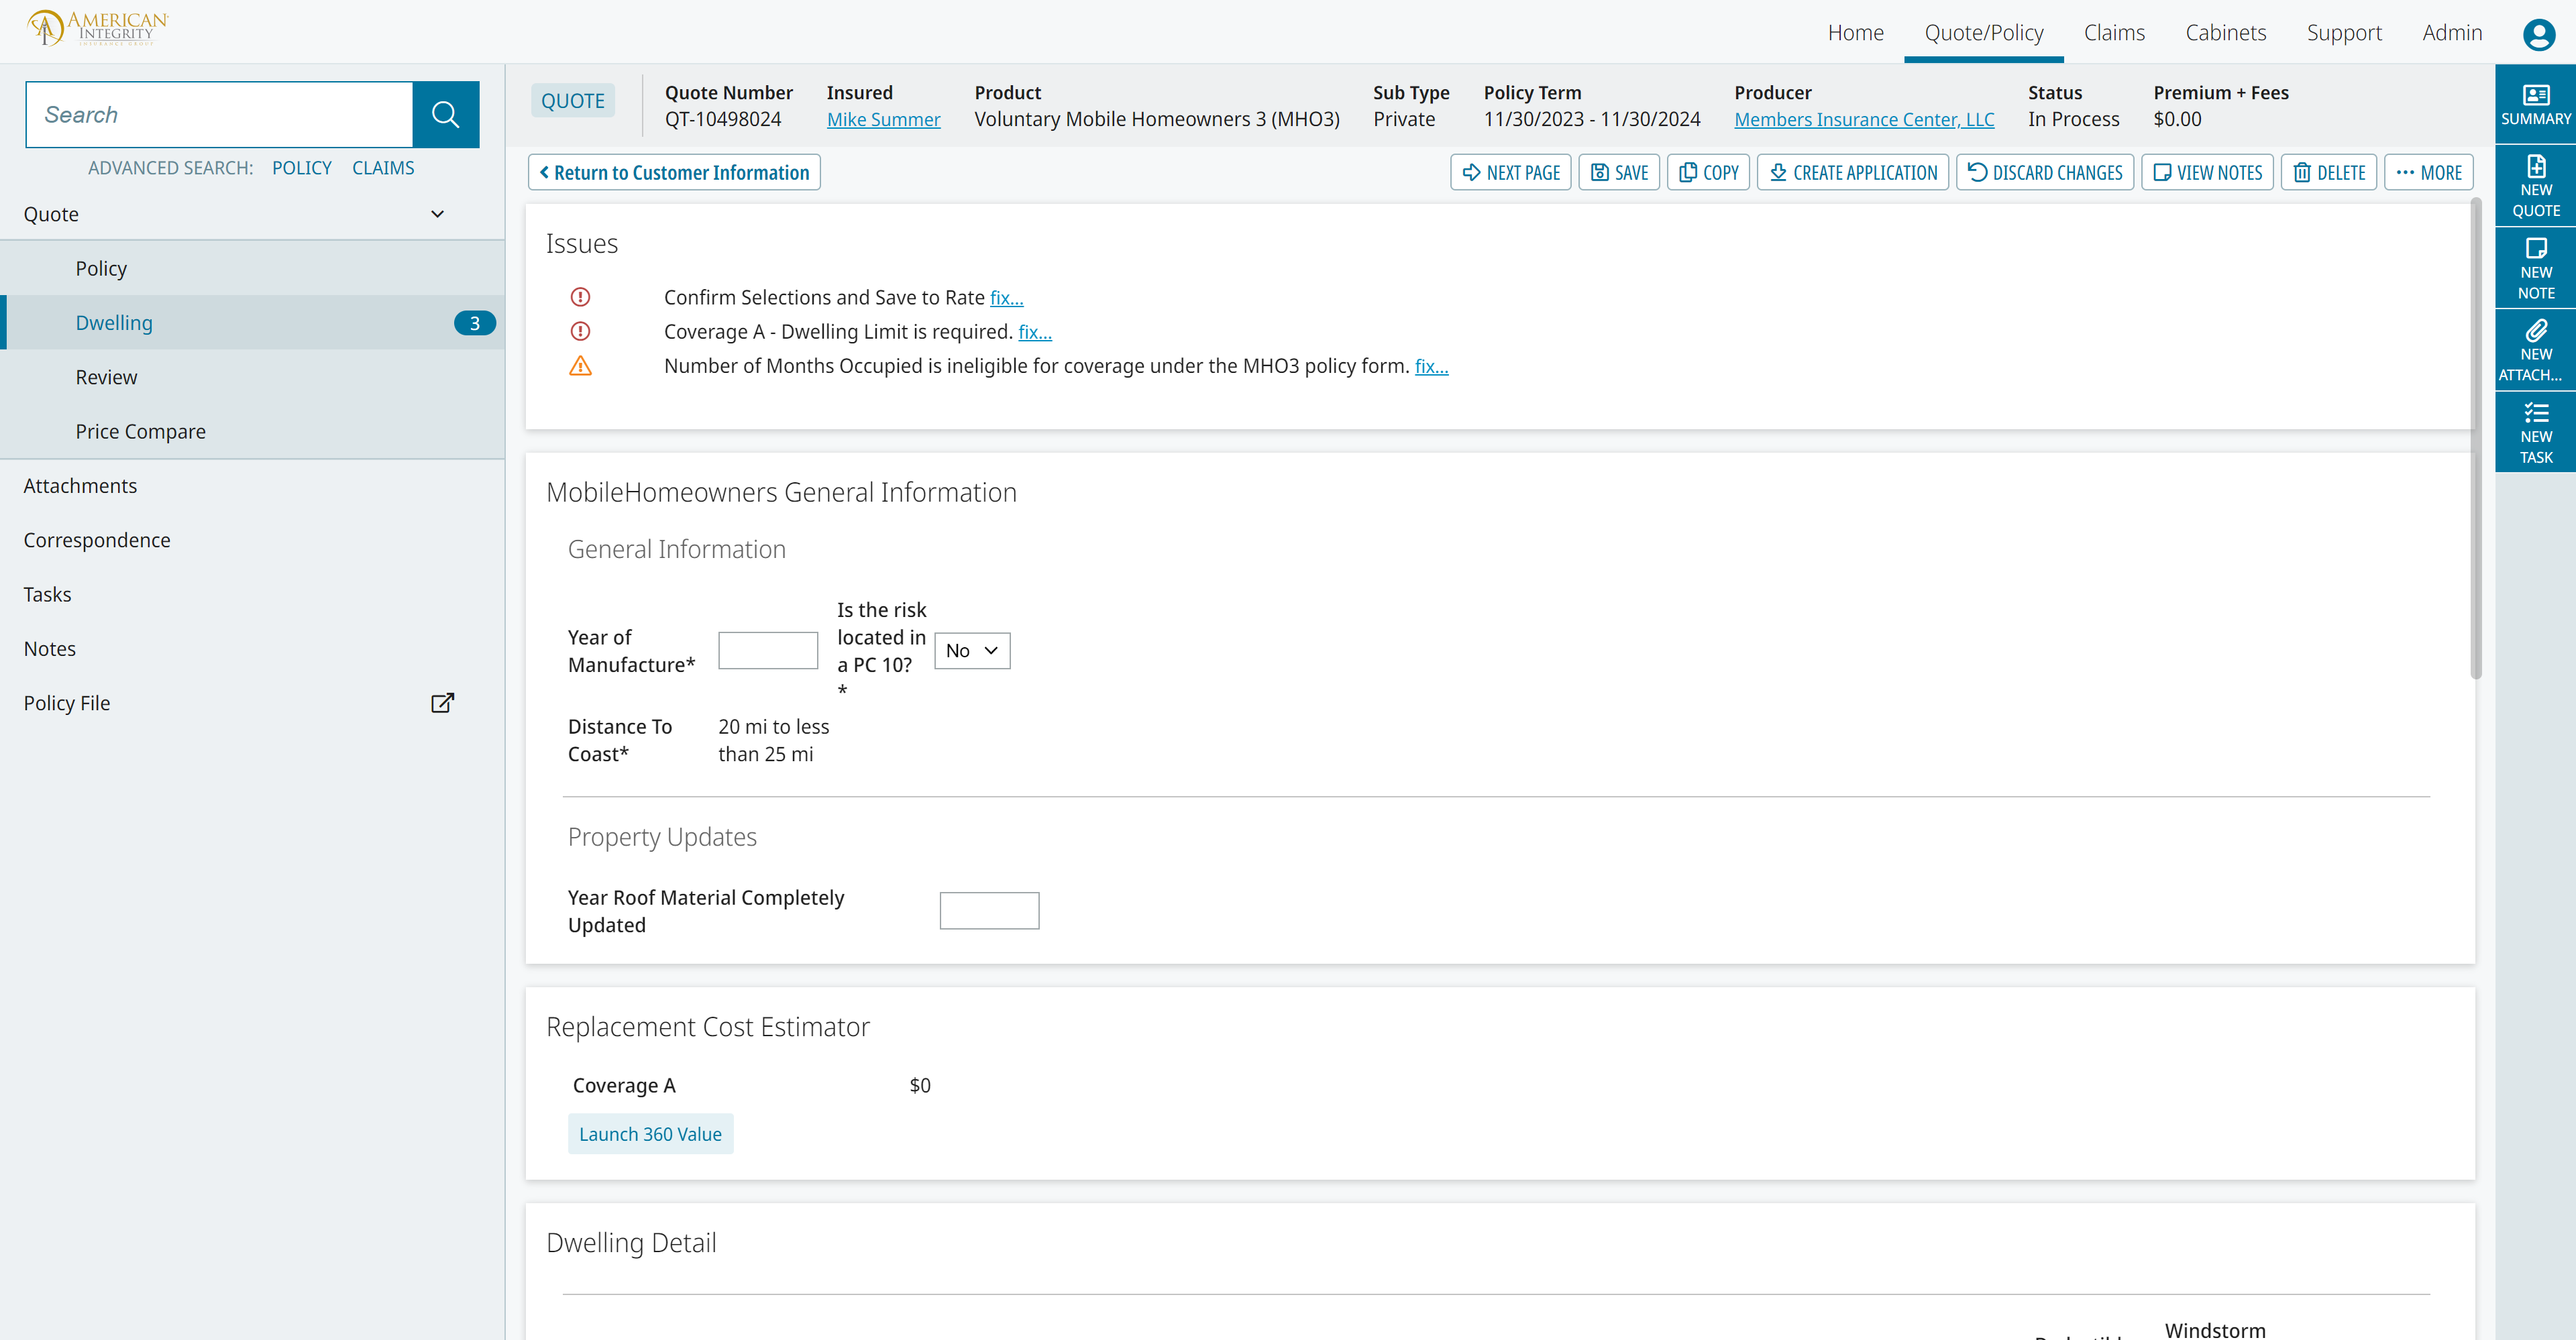 AMERICAN
INTEGRITY
INSURANCE GROUP
Home Quote/Policy Claims Cabinets Support Admin
Search
ADVANCED SEARCH: POLICY CLAIMS
Quote
Policy
Dwelling 3
Review
Price Compare
Attachments
Correspondence
Tasks
Notes
Policy File
QUOTE
Quote Number Insured Product Sub Type Policy Term Producer Status Premium + Fees
QT-10498024 Mike Summer Voluntary Mobile Homeowners 3 (MHO3) Private 11/30/2023 - 11/30/2024 Members Insurance Center, LLC In Process $0.00
Return to Customer Information NEXT PAGE SAVE COPY CREATE APPLICATION DISCARD CHANGES VIEW NOTES DELETE ••• MORE
Issues
Confirm Selections and Save to Rate fix...
Coverage A - Dwelling Limit is required. fix...
Number of Months Occupied is ineligible for coverage under the MHO3 policy form. fix...
MobileHomeowners General Information
General Information
Year of
Manufacture*
Is the risk
located in
a PC 10?
*
No
Distance To
Coast*
20 mi to less
than 25 mi
Property Updates
Year Roof Material Completely
Updated
Replacement Cost Estimator
Coverage A $0
Launch 360 Value
Dwelling Detail
Windstorm
SUMMARY
NEW
QUOTE
NEW
NOTE
NEW
ATTACH...
NEW
TASK